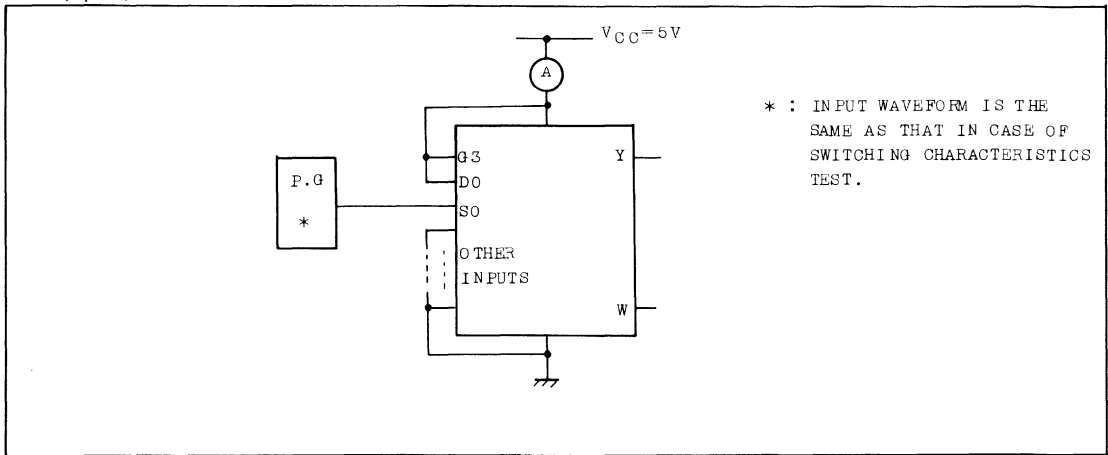 VCC=5V
A
* : INPUT WAVEFORM IS THE
SAME AS THAT IN CASE OF
SWITCHING CHARACTERISTICS
TEST.
P.G
*
G3
D0
S0
OTHER
INPUTS
Y
W